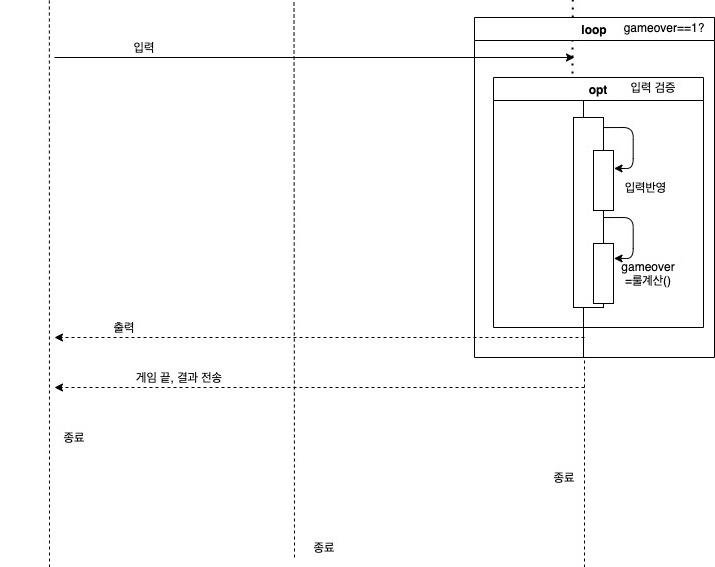 loop gameover==1?
입력
opt 입력 검증
입력반영
gameover
=룰계산()
출력
게임 끝, 결과 전송
종료
종료
종료